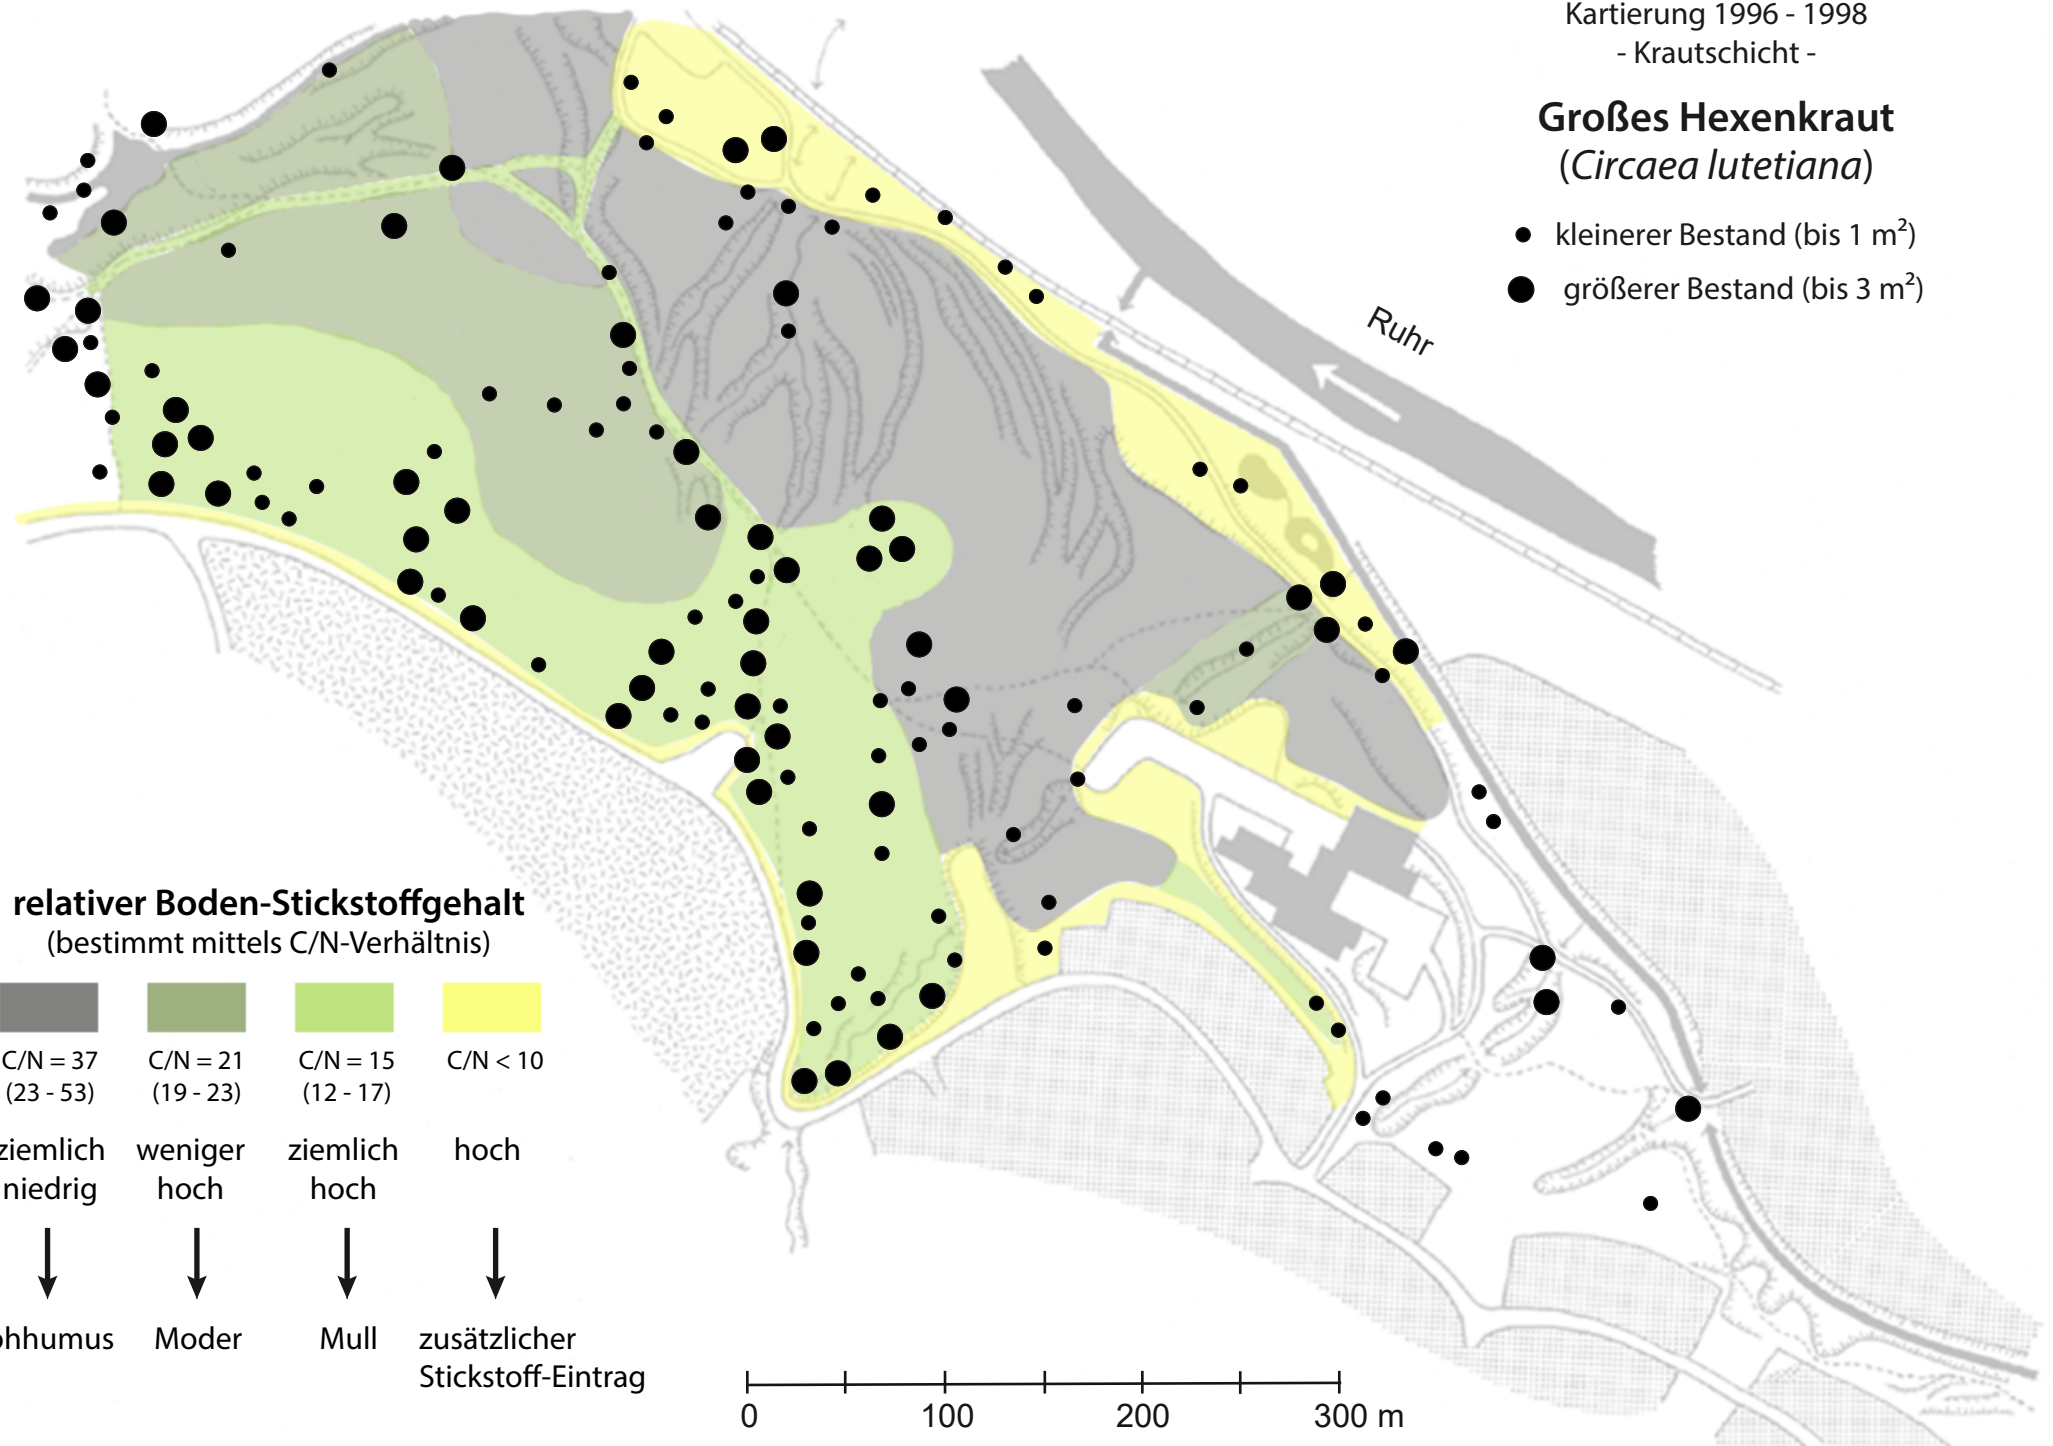 Kartierung 1996 - 1998
- Krautschicht -
Großes Hexenkraut
(Circaea lutetiana)
kleinerer Bestand (bis 1 m²)
größerer Bestand (bis 3 m²)
Ruhr
relativer Boden-Stickstoffgehalt
(bestimmt mittels C/N-Verhältnis)
C/N = 37 C/N = 21 C/N = 15 C/N < 10
(23 - 53) (19 - 23) (12 - 17)
ziemlich weniger ziemlich hoch
niedrig hoch hoch
ohhumus Moder Mull zusätzlicher
Stickstoff-Eintrag
0 100 200 300 m